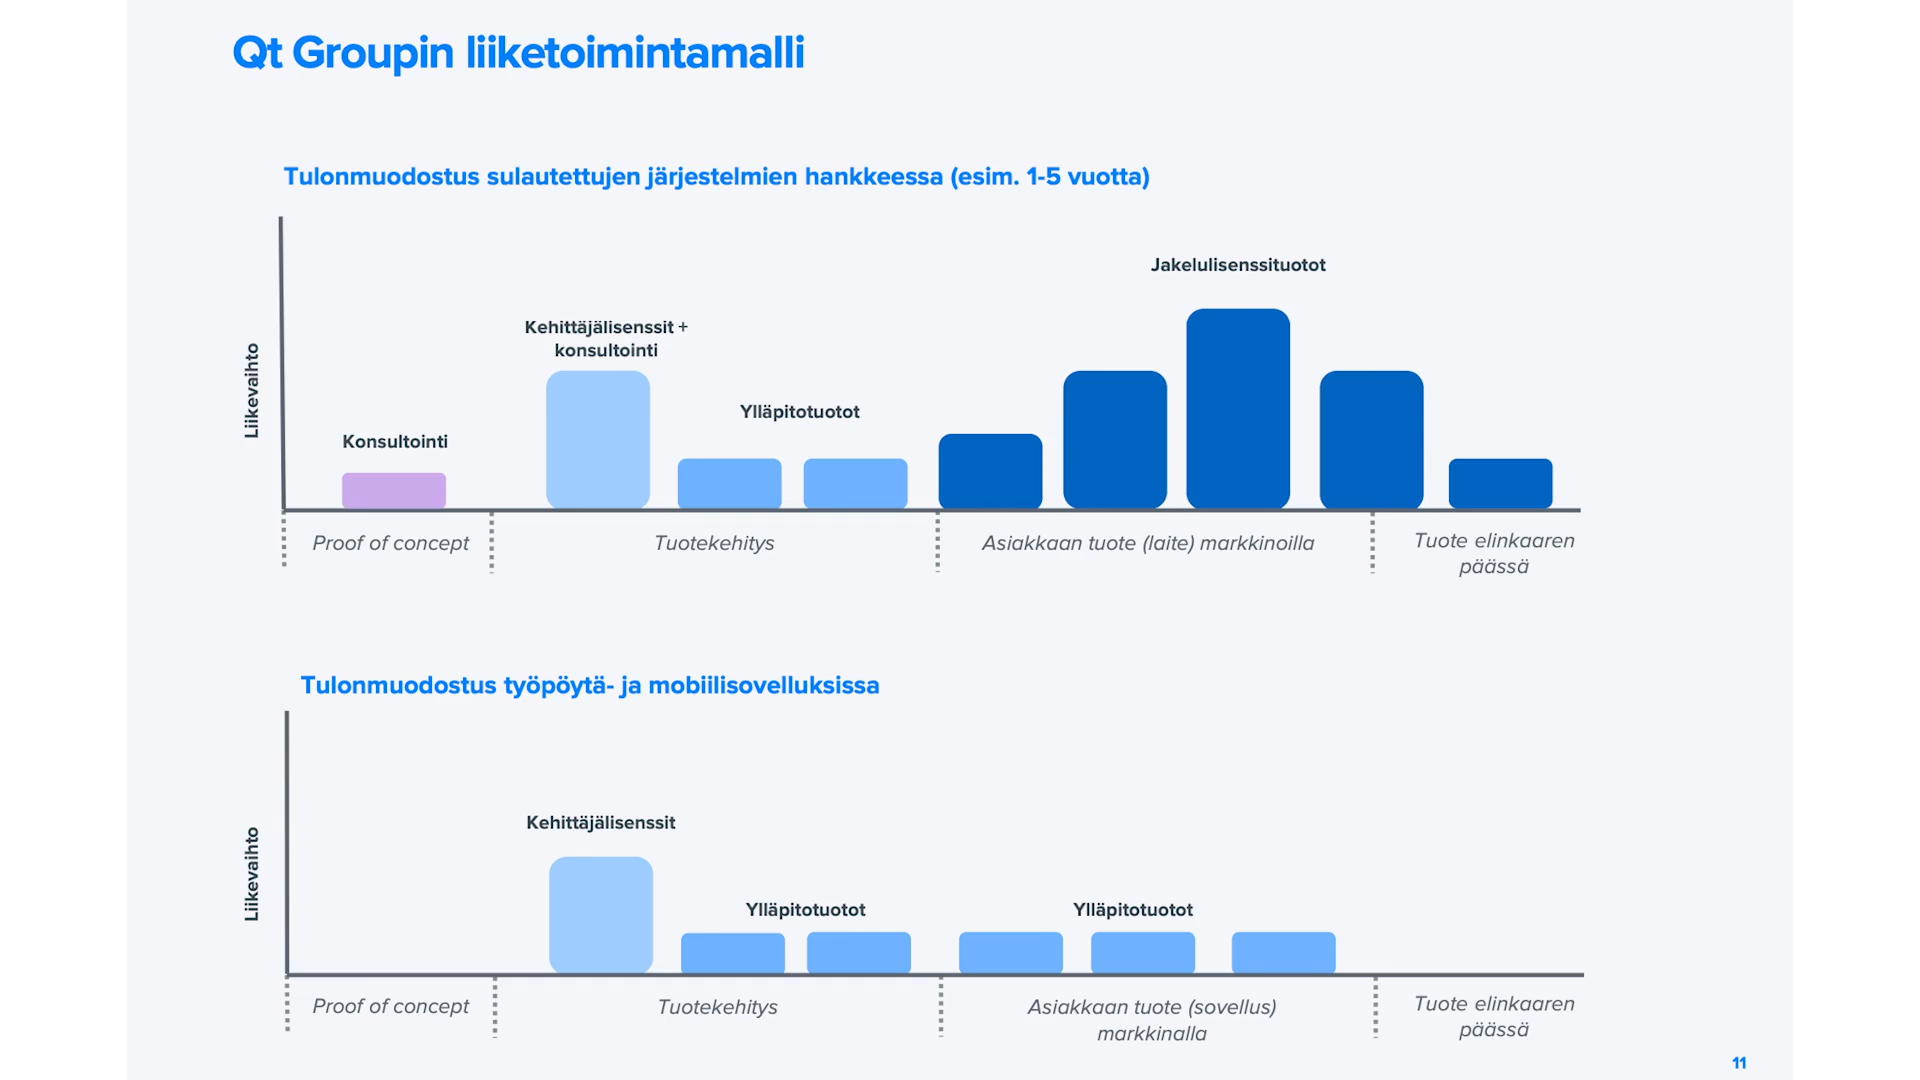 Qt Groupin liiketoimintamalli
Tulonmuodostus sulautettujen järjestelmien hankkeessa (esim. 1-5 vuotta)
Liikevaihto
Konsultointi
Kehittäjälisenssit +
konsultointi
Ylläpitotuotot
Jakelulisenssituotot
Proof of concept
Tuotekehitys
Asiakkaan tuote (laite) markkinoilla
Tuote elinkaaren
päässä
Tulonmuodostus työpöytä- ja mobiilisovelluksissa
Liikevaihto
Kehittäjälisenssit
Ylläpitotuotot
Ylläpitotuotot
Proof of concept
Tuotekehitys
Asiakkaan tuote (sovellus)
markkinalla
Tuote elinkaaren
päässä
11